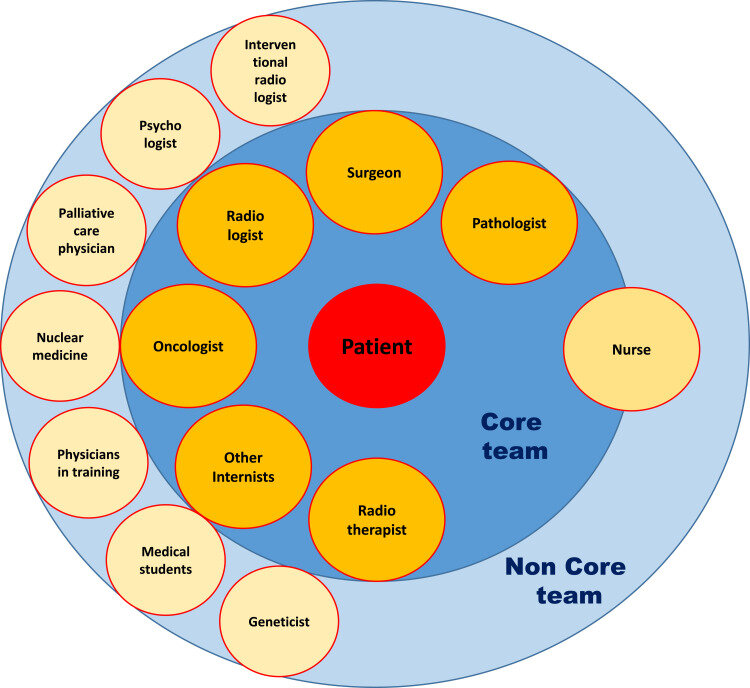 Interven
tional
radio
logist
Psycho
logist
Surgeon
Palliative
care
physician
Radio
logist
Pathologist
Nuclear
medicine
Oncologist
Patient
Nurse
Core
team
Physicians
in training
Other
Internists
Radio
therapist
Medical
students
Non Core
team
Geneticist